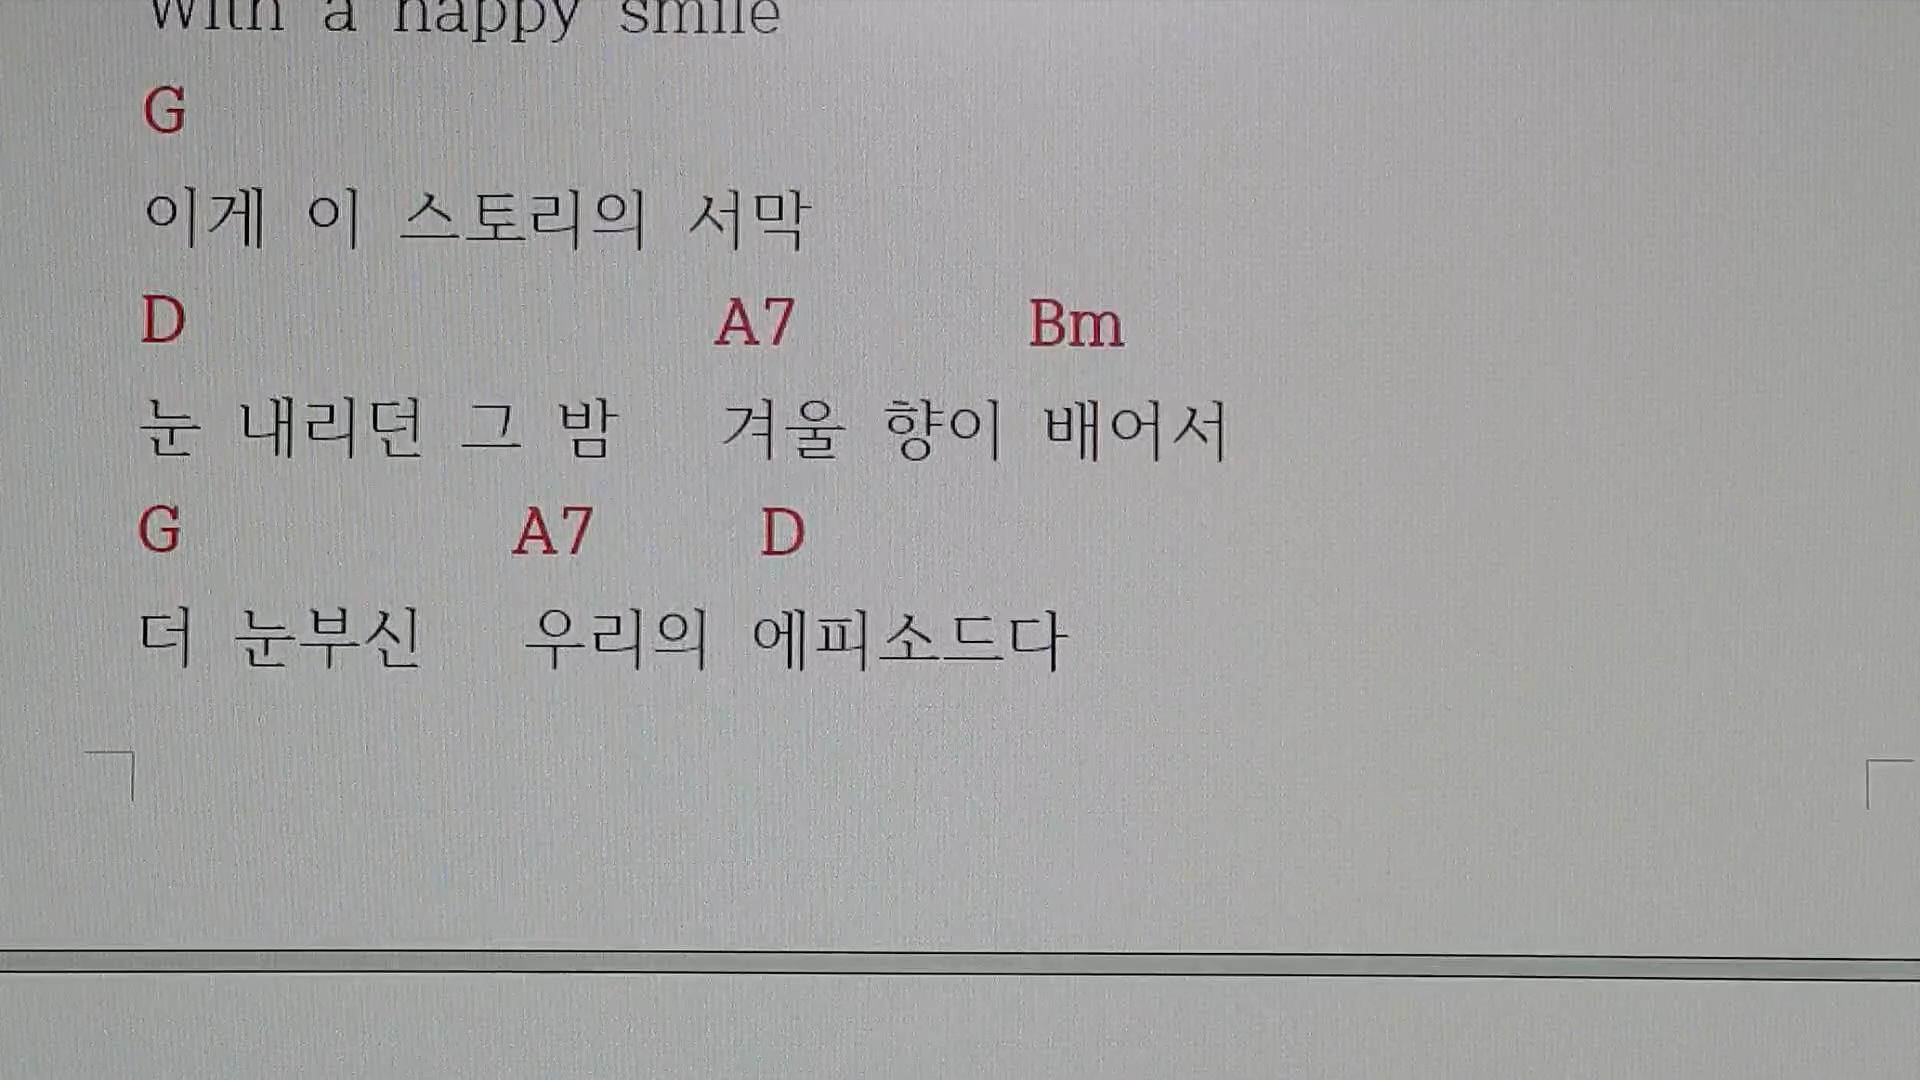 with a happy smile
G
이게 이 스토리의 서막
D A7 Bm
눈 내리던 그 밤 겨울 향이 배어서
G A7 D
더 눈부신 우리의 에피소드다